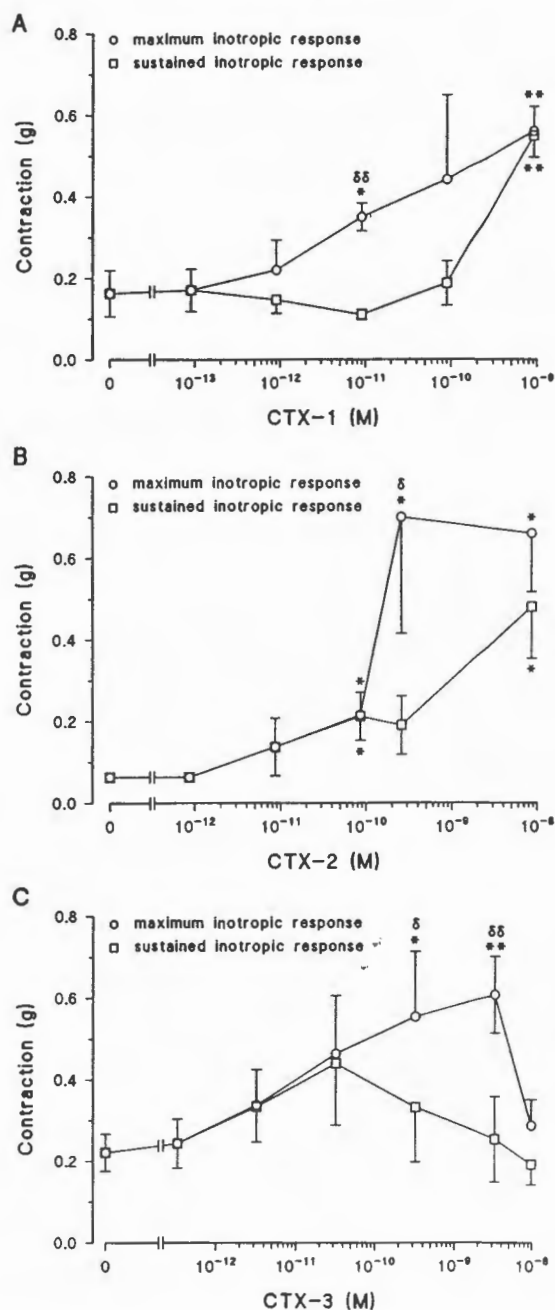 A
0.8
○ maximum inotropic response
□ sustained inotropic response
**
0.6
δδ
*
**
0.4
0.2
0.0
Contraction (g)
0 10⁻¹³ 10⁻¹² 10⁻¹¹ 10⁻¹⁰ 10⁻⁹
CTX-1 (M)
B
0.8
○ maximum inotropic response
□ sustained inotropic response
δ
*
*
0.6
0.4
*
*
0.2
*
0.0
Contraction (g)
0 10⁻¹² 10⁻¹¹ 10⁻¹⁰ 10⁻⁹ 10⁻⁸
CTX-2 (M)
C
0.8
○ maximum inotropic response
□ sustained inotropic response
δ
*
δδ
**
0.6
0.4
0.2
0.0
Contraction (g)
0 10⁻¹² 10⁻¹¹ 10⁻¹⁰ 10⁻⁹ 10⁻⁸
CTX-3 (M)